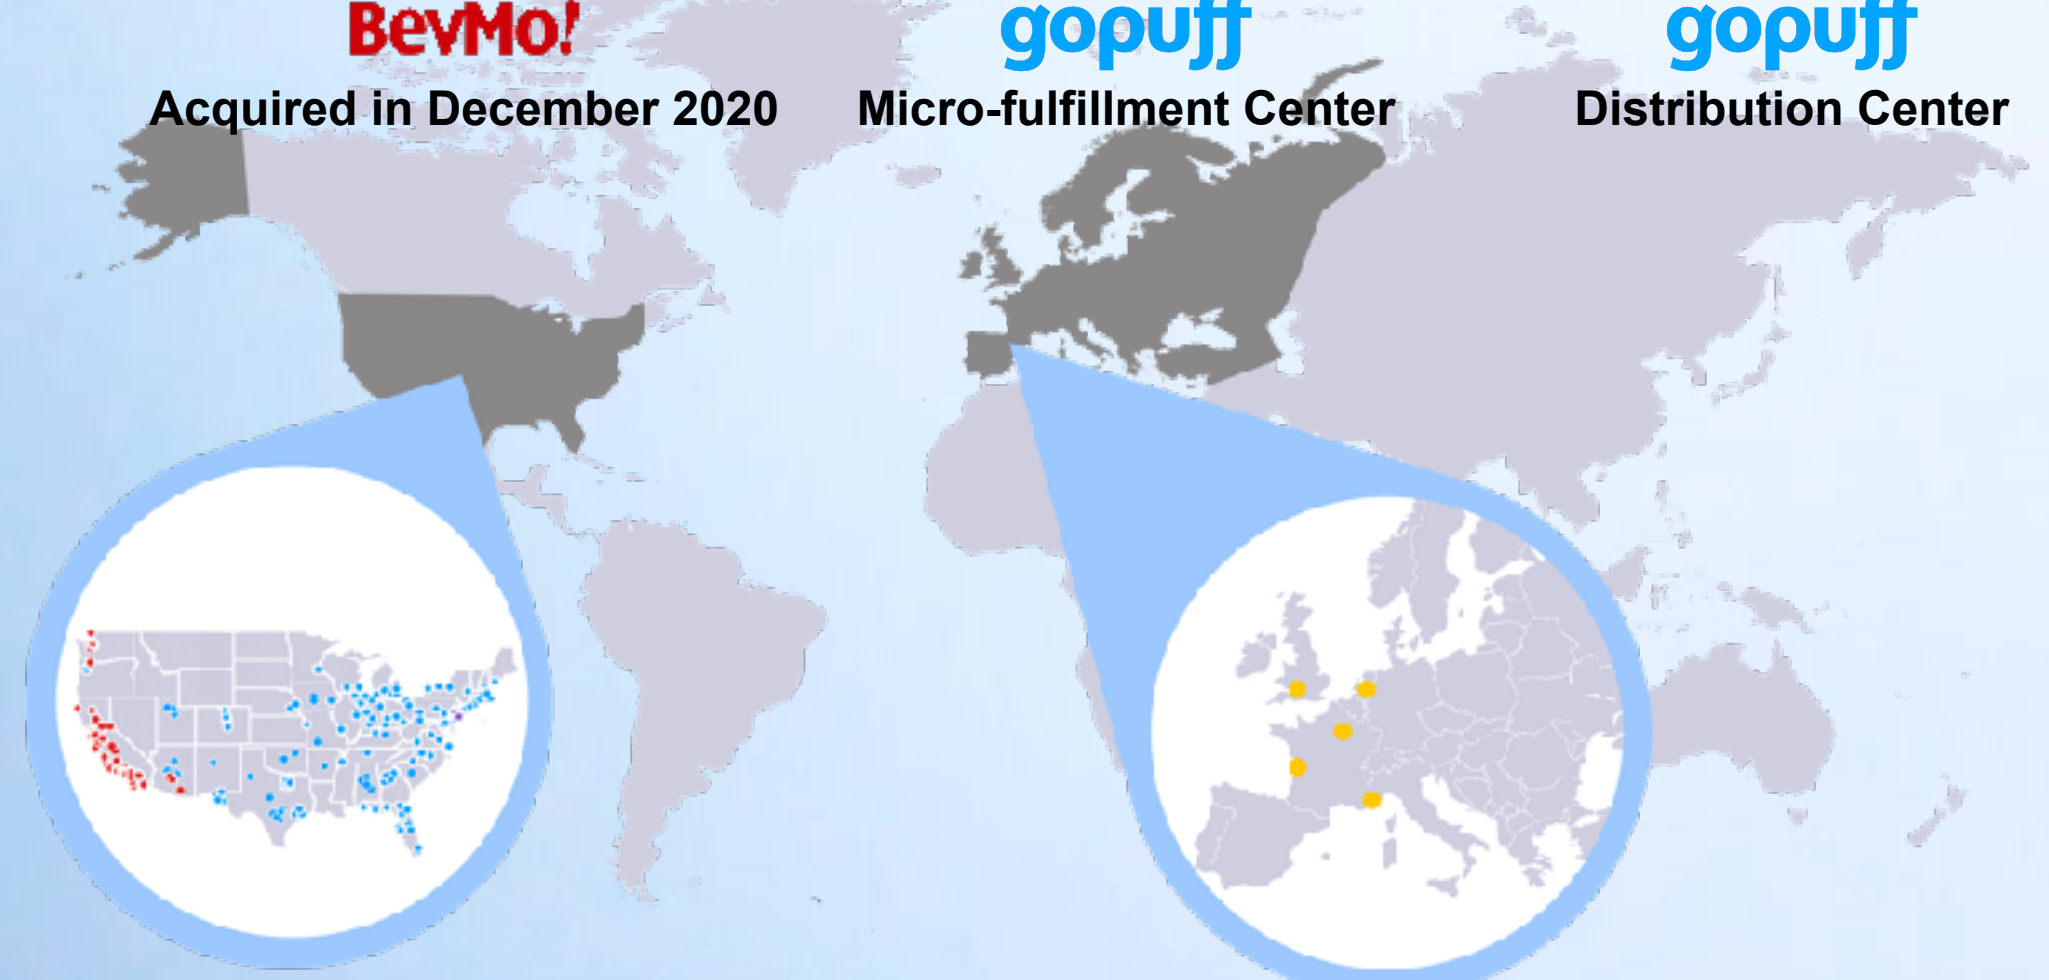 BevMo!
Acquired in December 2020
gopuff
Micro-fulfillment Center
gopuff
Distribution Center